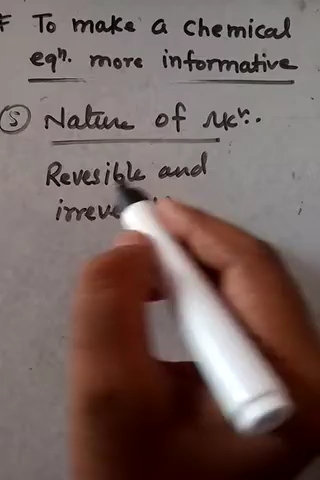 To make a chemical
eqⁿ. more informative
⑤ Nature of rxⁿ.
Revesible and